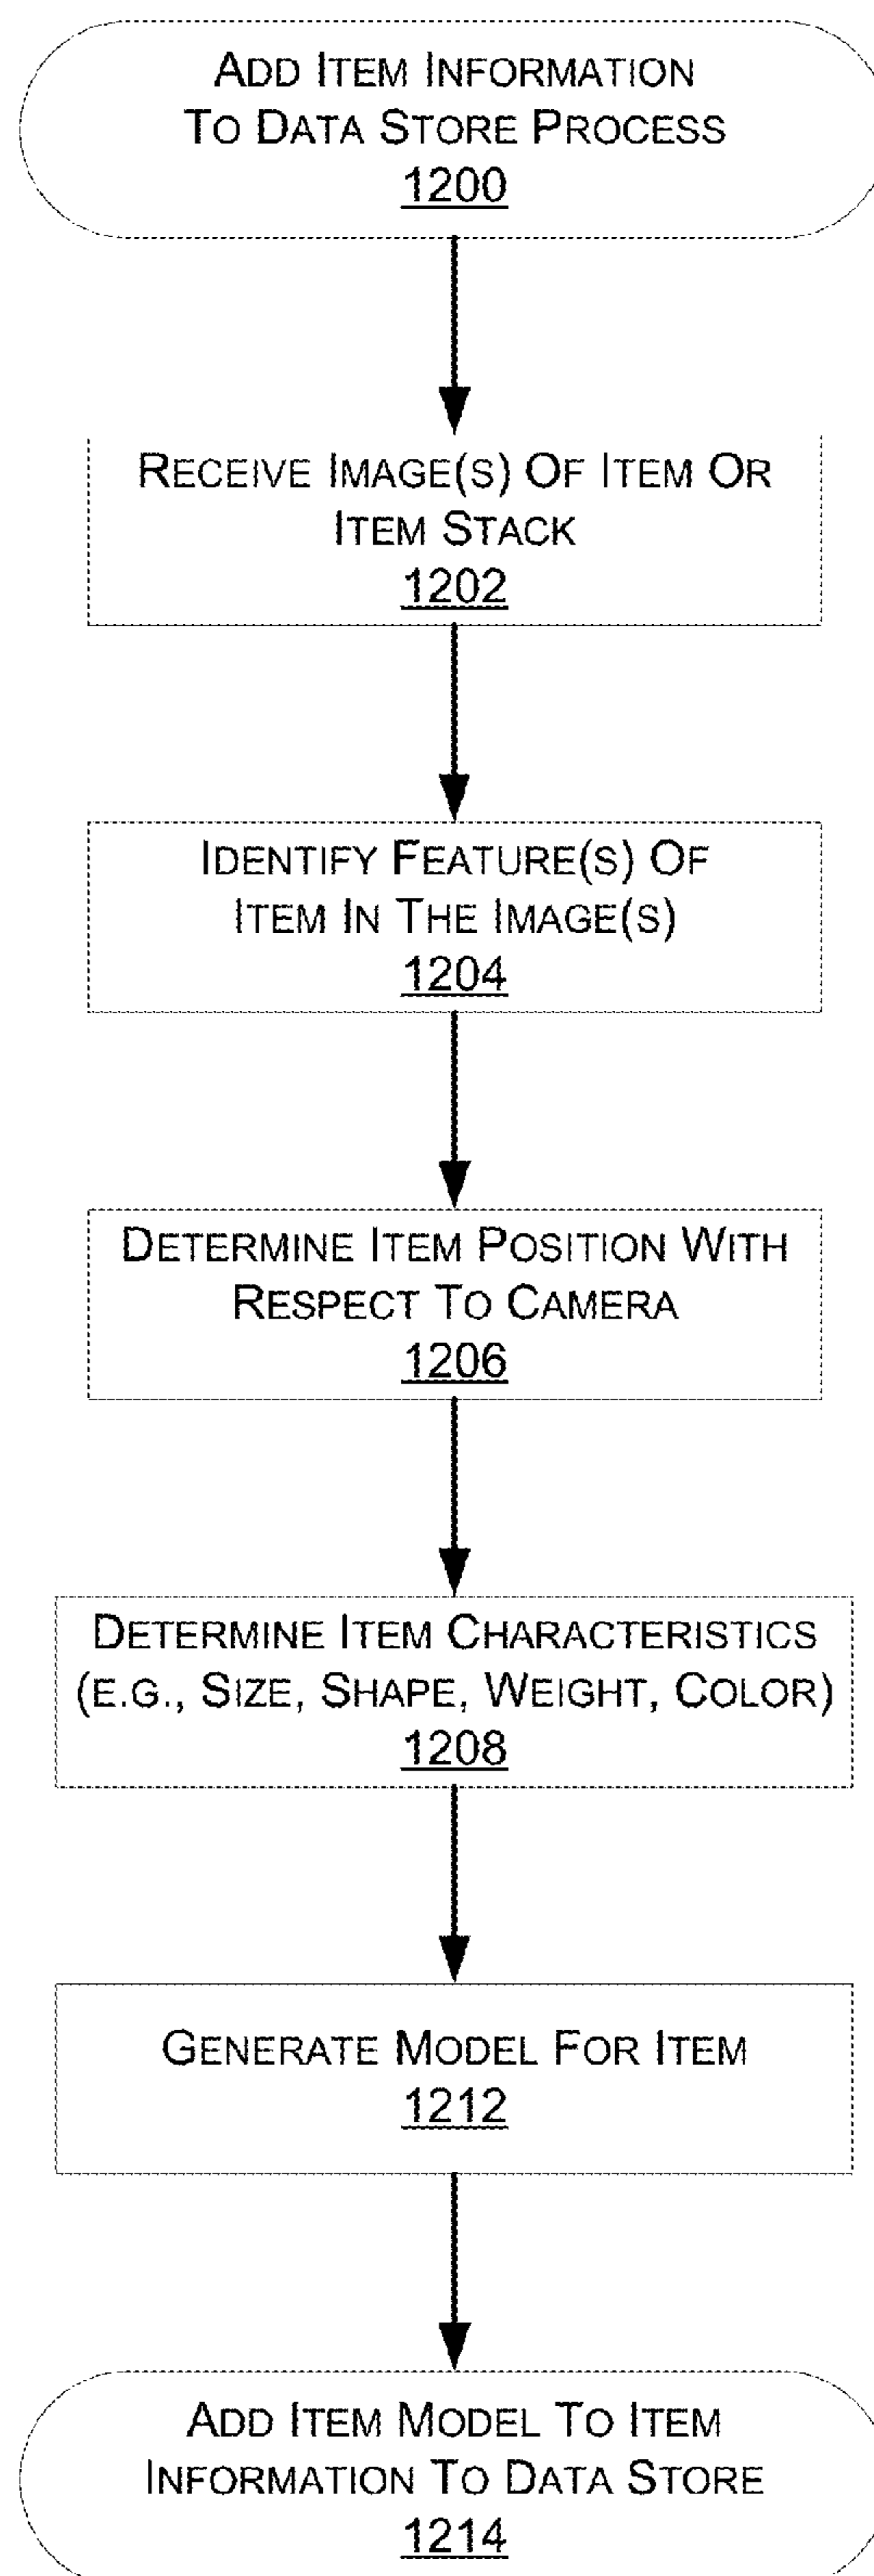 ADD ITEM INFORMATION
TO DATA STORE PROCESS
1200
RECEIVE IMAGE(S) OF ITEM OR
ITEM STACK
1202
IDENTIFY FEATURE(S) OF
ITEM IN THE IMAGE(S)
1204
DETERMINE ITEM POSITION WITH
RESPECT TO CAMERA
1206
DETERMINE ITEM CHARACTERISTICS
(E.G., SIZE, SHAPE, WEIGHT, COLOR)
1208
GENERATE MODEL FOR ITEM
1212
ADD ITEM MODEL TO ITEM
INFORMATION TO DATA STORE
1214